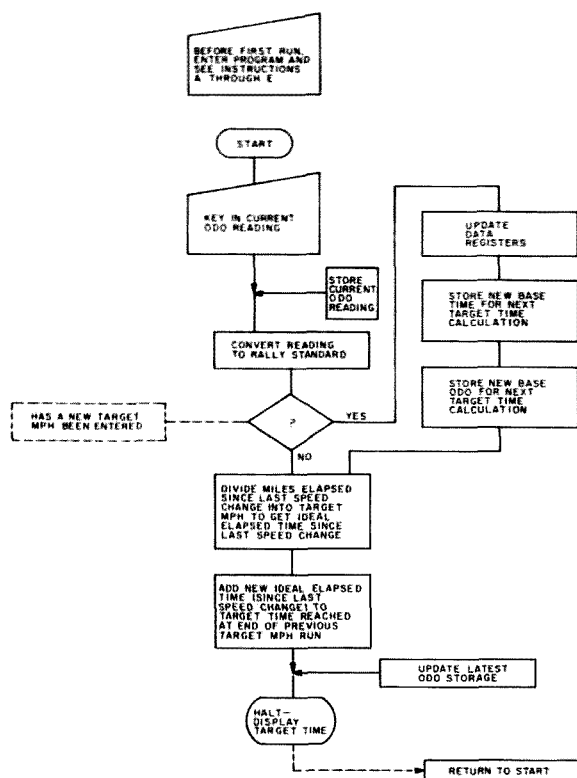 BEFORE FIRST RUN,
ENTER PROGRAM AND
SEE INSTRUCTIONS
A THROUGH E
START
KEY IN CURRENT
ODO READING
STORE
CURRENT
ODO
READING
CONVERT READING
TO RALLY STANDARD
HAS A NEW TARGET
MPH BEEN ENTERED
?
YES
NO
UPDATE
DATA
REGISTERS
STORE NEW BASE
TIME FOR NEXT
TARGET TIME
CALCULATION
STORE NEW BASE
ODO FOR NEXT
TARGET TIME
CALCULATION
DIVIDE MILES ELAPSED
SINCE LAST SPEED
CHANGE INTO TARGET
MPH TO GET IDEAL
ELAPSED TIME SINCE
LAST SPEED CHANGE
ADD NEW IDEAL ELAPSED
TIME (SINCE LAST
SPEED CHANGE) TO
TARGET TIME REACHED
AT END OF PREVIOUS
TARGET MPH RUN
UPDATE LATEST
ODO STORAGE
HALT—
DISPLAY
TARGET TIME
RETURN TO START